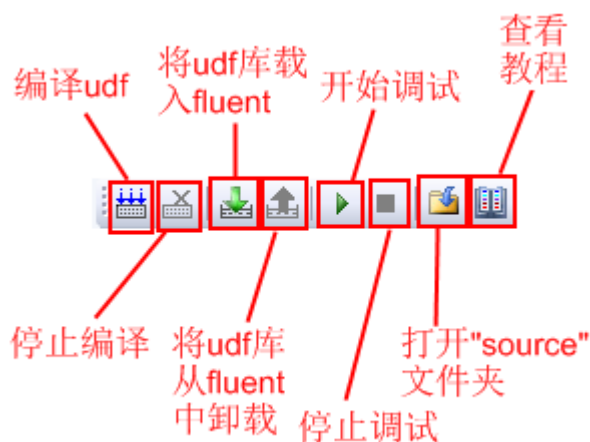 查看
教程
将udf库载
入fluent
编译udf
开始调试
停止编译
将udf库
从fluent
中卸载
停止调试
打开"source"
文件夹